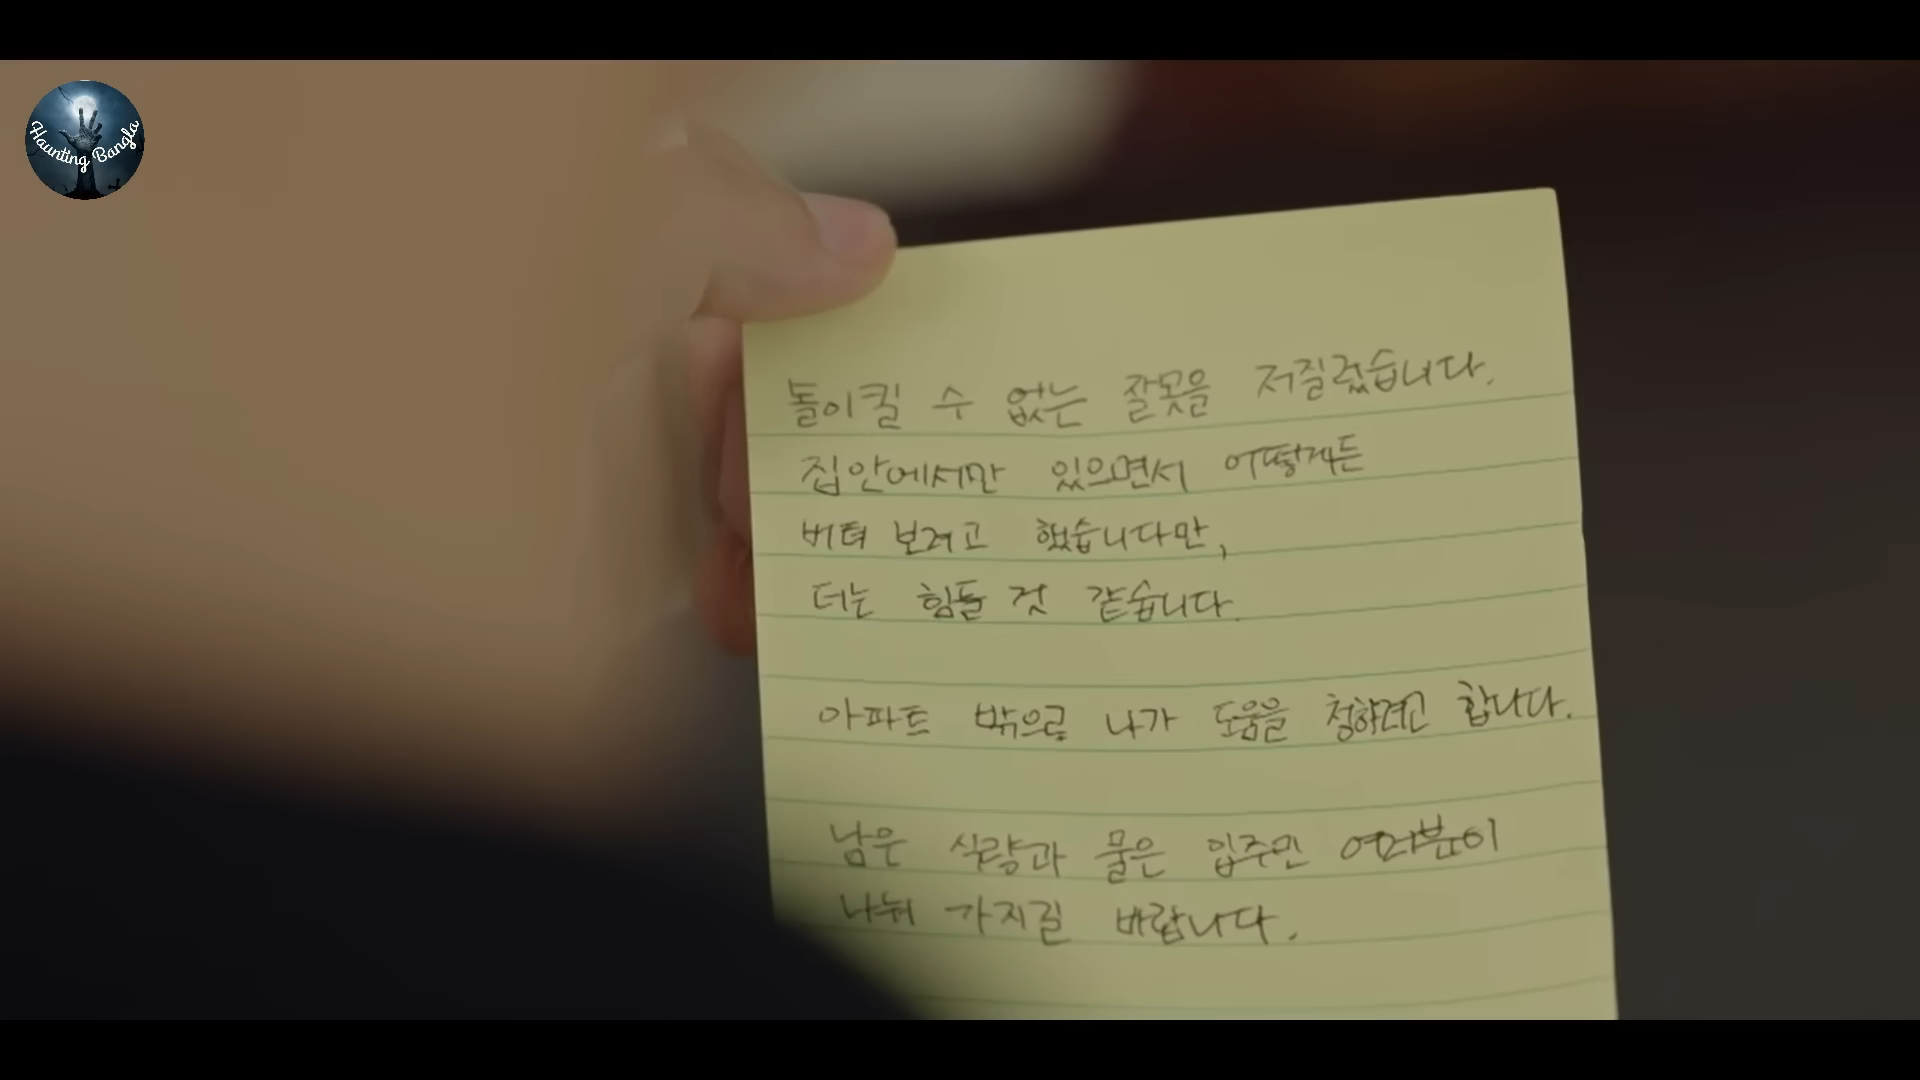 Haunting Bangla
돌이킬 수 없는 잘못을 저질렀습니다.
집안에서만 있으면서 어떻게든
버텨 보려고 했습니다만,
더는 힘들 것 같습니다.
아파트 밖으로 나가 도움을 청하려고 합니다.
남은 식량과 물은 입주민 여러분이
나눠 가지길 바랍니다.